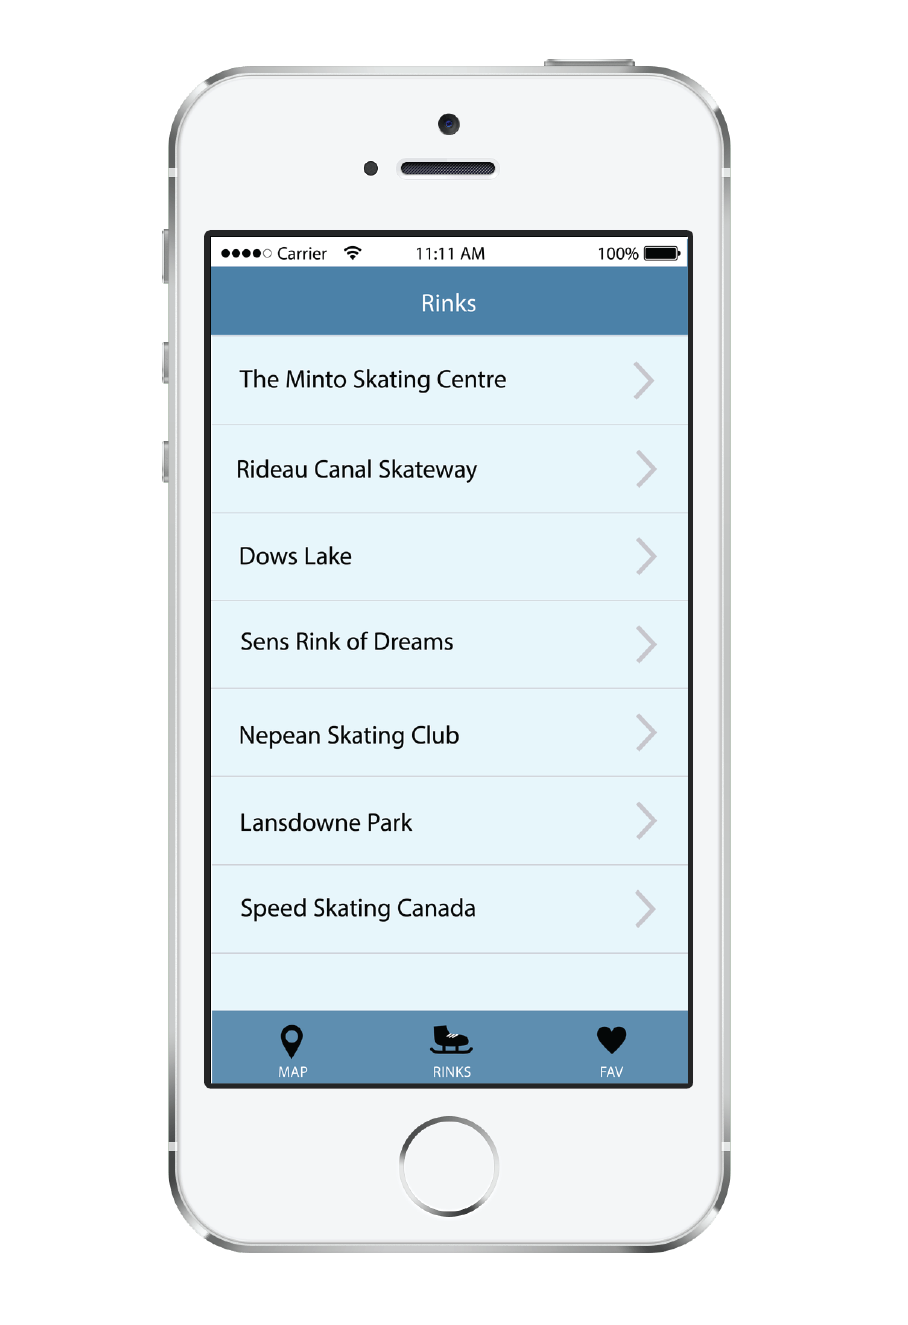 Carrier 11:11 AM 100%
Rinks
The Minto Skating Centre
Rideau Canal Skateway
Dows Lake
Sens Rink of Dreams
Nepean Skating Club
Lansdowne Park
Speed Skating Canada
MAP RINKS FAV